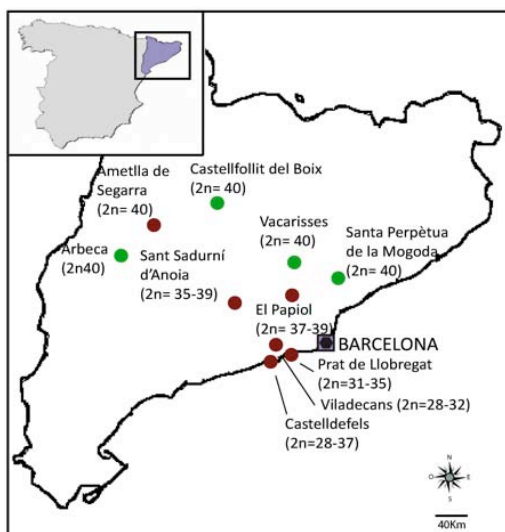 Ametlla de
Segarra
(2n= 40)
Castellfollit del Boix
(2n= 40)
Arbeca
(2n40)
Sant Sadurní
d'Anoia
(2n= 35-39)
Vacarisses
(2n= 40)
Santa Perpètua
de la Mogoda
(2n= 40)
El Papiol
(2n= 37-39)
BARCELONA
Prat de Llobregat
(2n=31-35)
Viladecans (2n=28-32)
Castelldefels
(2n=28-37)
N
O
E
S
40Km